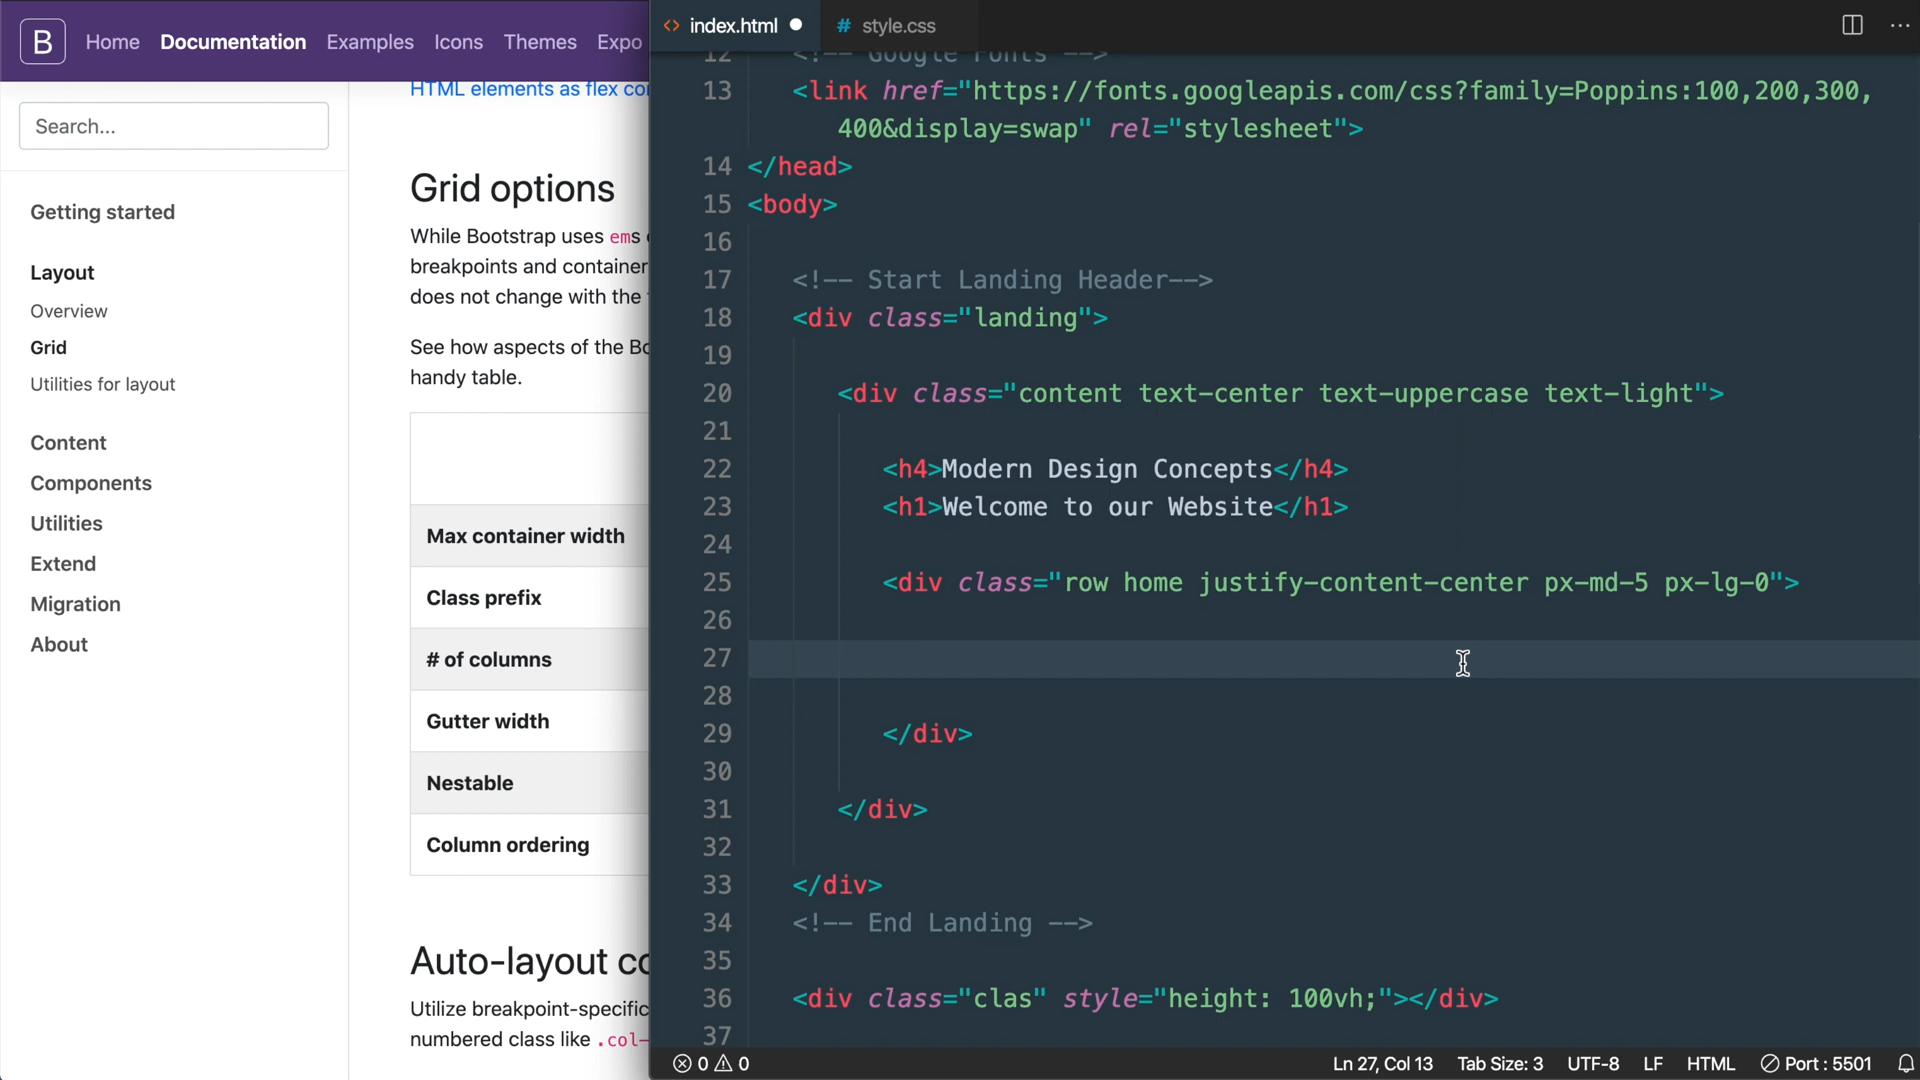 B Home Documentation Examples Icons Themes Expo
HTML elements as flex co
Search...
Getting started
Layout
Overview
Grid
Utilities for layout
Content
Components
Utilities
Extend
Migration
About
Grid options
While Bootstrap uses ems
breakpoints and container
does not change with the
See how aspects of the Bo
handy table.
Max container width
Class prefix
# of columns
Gutter width
Nestable
Column ordering
Auto-layout co
Utilize breakpoint-specific
numbered class like .col-
<> index.html ● # style.css ...
12 <!-- Google Fonts -->
13 <link href="https://fonts.googleapis.com/css?family=Poppins:100,200,300,
400&display=swap" rel="stylesheet">
14 </head>
15 <body>
16
17 <!-- Start Landing Header-->
18 <div class="landing">
19
20 <div class="content text-center text-uppercase text-light">
21
22 <h4>Modern Design Concepts</h4>
23 <h1>Welcome to our Website</h1>
24
25 <div class="row home justify-content-center px-md-5 px-lg-0">
26
27
28
29 </div>
30
31 </div>
32
33 </div>
34 <!-- End Landing -->
35
36 <div class="clas" style="height: 100vh;"></div>
37
0 0 Ln 27, Col 13 Tab Size: 3 UTF-8 LF HTML Port : 5501